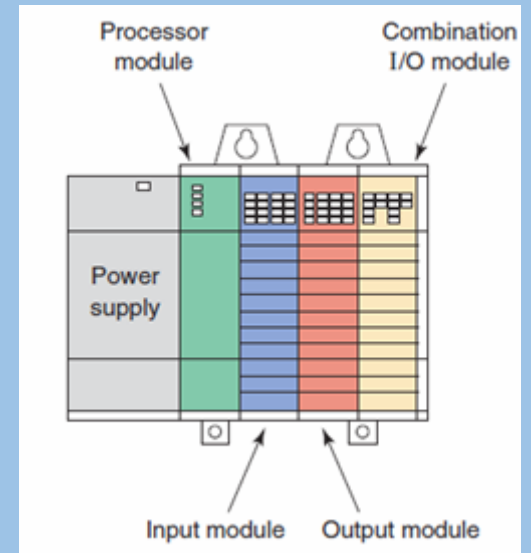 Processor
module
Combination
I/O module
Power
supply
Input module
Output module